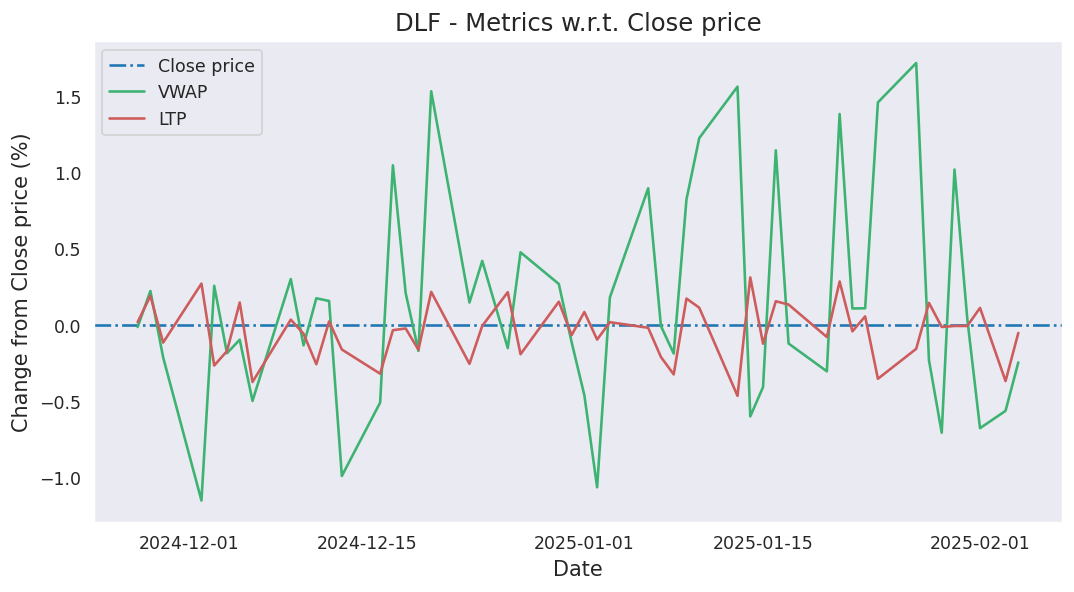 DLF - Metrics w.r.t. Close price
Close price
VWAP
LTP
Change from Close price (%)
1.5
1.0
0.5
0.0
−0.5
−1.0
2024-12-01
2024-12-15
2025-01-01
2025-01-15
2025-02-01
Date